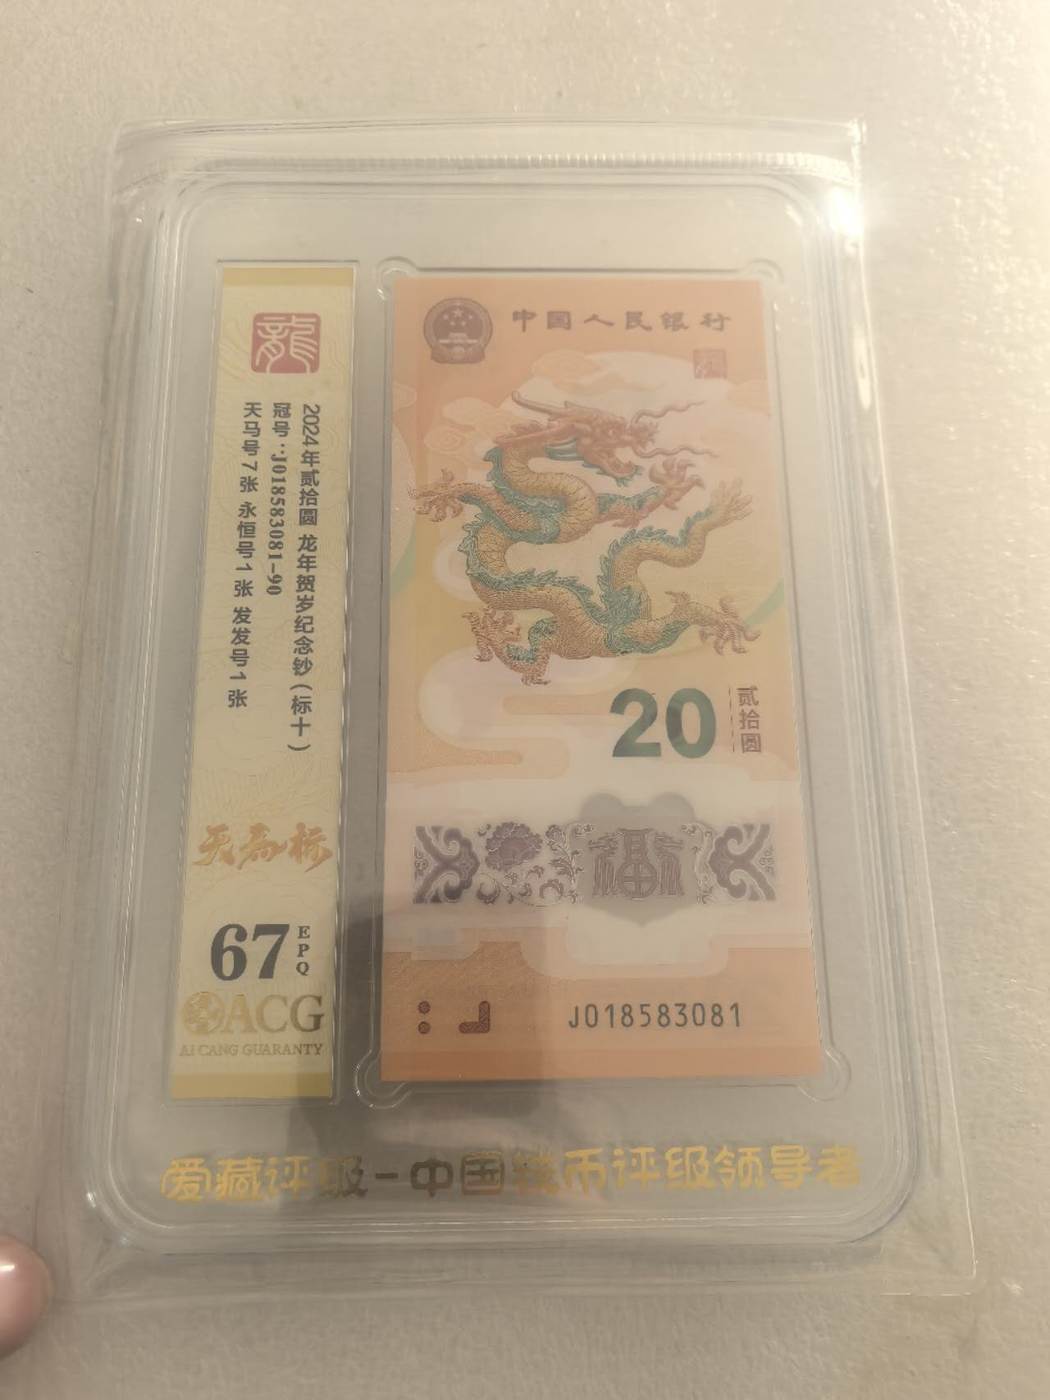 龍
2024年贰拾圆 龙年贺岁纪念钞(标十)
冠号:J018583081-90
天马号7张 永恒号1张 发发号1张
天马标
67
EPQ
ACG
AI CANG GUARANTY
中国人民银行
20
贰拾圆
福
J018583081
爱藏评级-中国钱币评级领导者